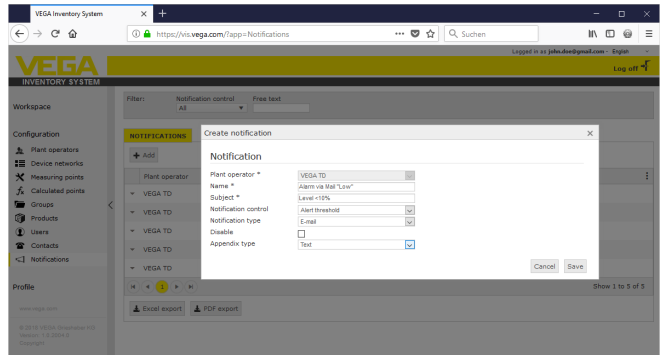 VEGA Inventory System
https://vis.vega.com/?app=Notifications
Suchen
Logged in as john.doe@gmail.com - English
Log off
VEGA
INVENTORY SYSTEM
Workspace
Filter:
Notification control
Free text
All
Configuration
Plant operators
Device networks
Measuring points
Calculated points
Groups
Products
Users
Contacts
Notifications
Profile
NOTIFICATIONS
Add
Plant operator
VEGA TD
VEGA TD
VEGA TD
VEGA TD
VEGA TD
Create notification
Notification
Plant operator * VEGA TD
Name * Alarm via Mail "Low"
Subject * Level <10%
Notification control Alert threshold
Notification type E-mail
Disable
Appendix type Text
Cancel Save
1
Show 1 to 5 of 5
Excel export PDF export
www.vega.com
Copyright